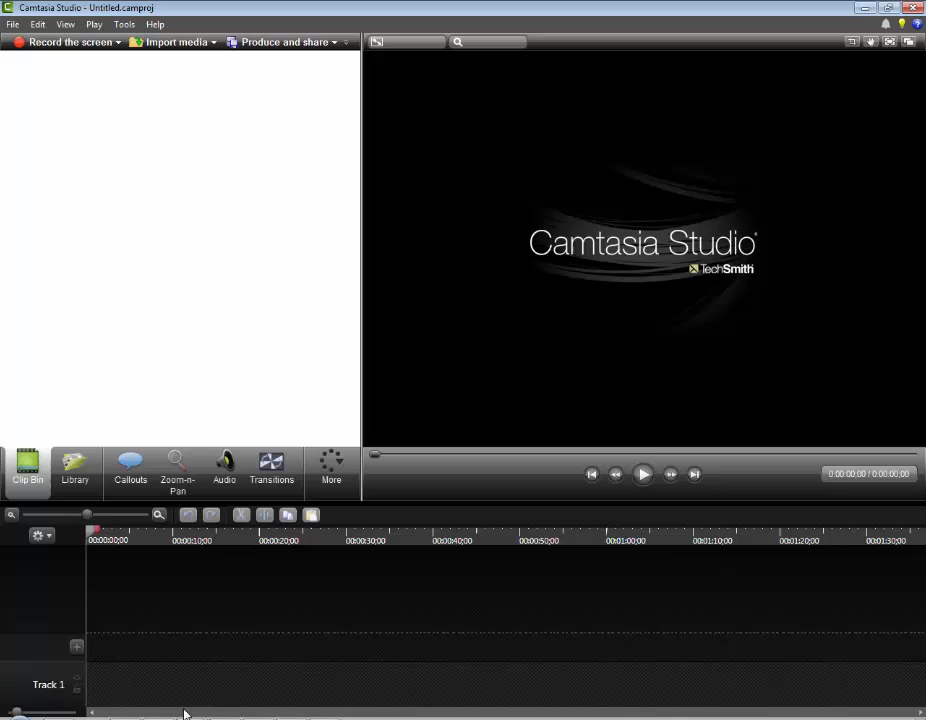 Camtasia Studio - Untitled.camproj
File Edit View Play Tools Help
Record the screen Import media Produce and share
Camtasia Studio®
TechSmith
Clip Bin Library Callouts Zoom-n-Pan Audio Transitions More
0:00:00;00 / 0:00:00;00
00:00:00;00 00:00:10;00 00:00:20;00 00:00:30;00 00:00:40;00 00:00:50;00 00:01:00;00 00:01:10;00 00:01:20;00 00:01:30;00
Track 1